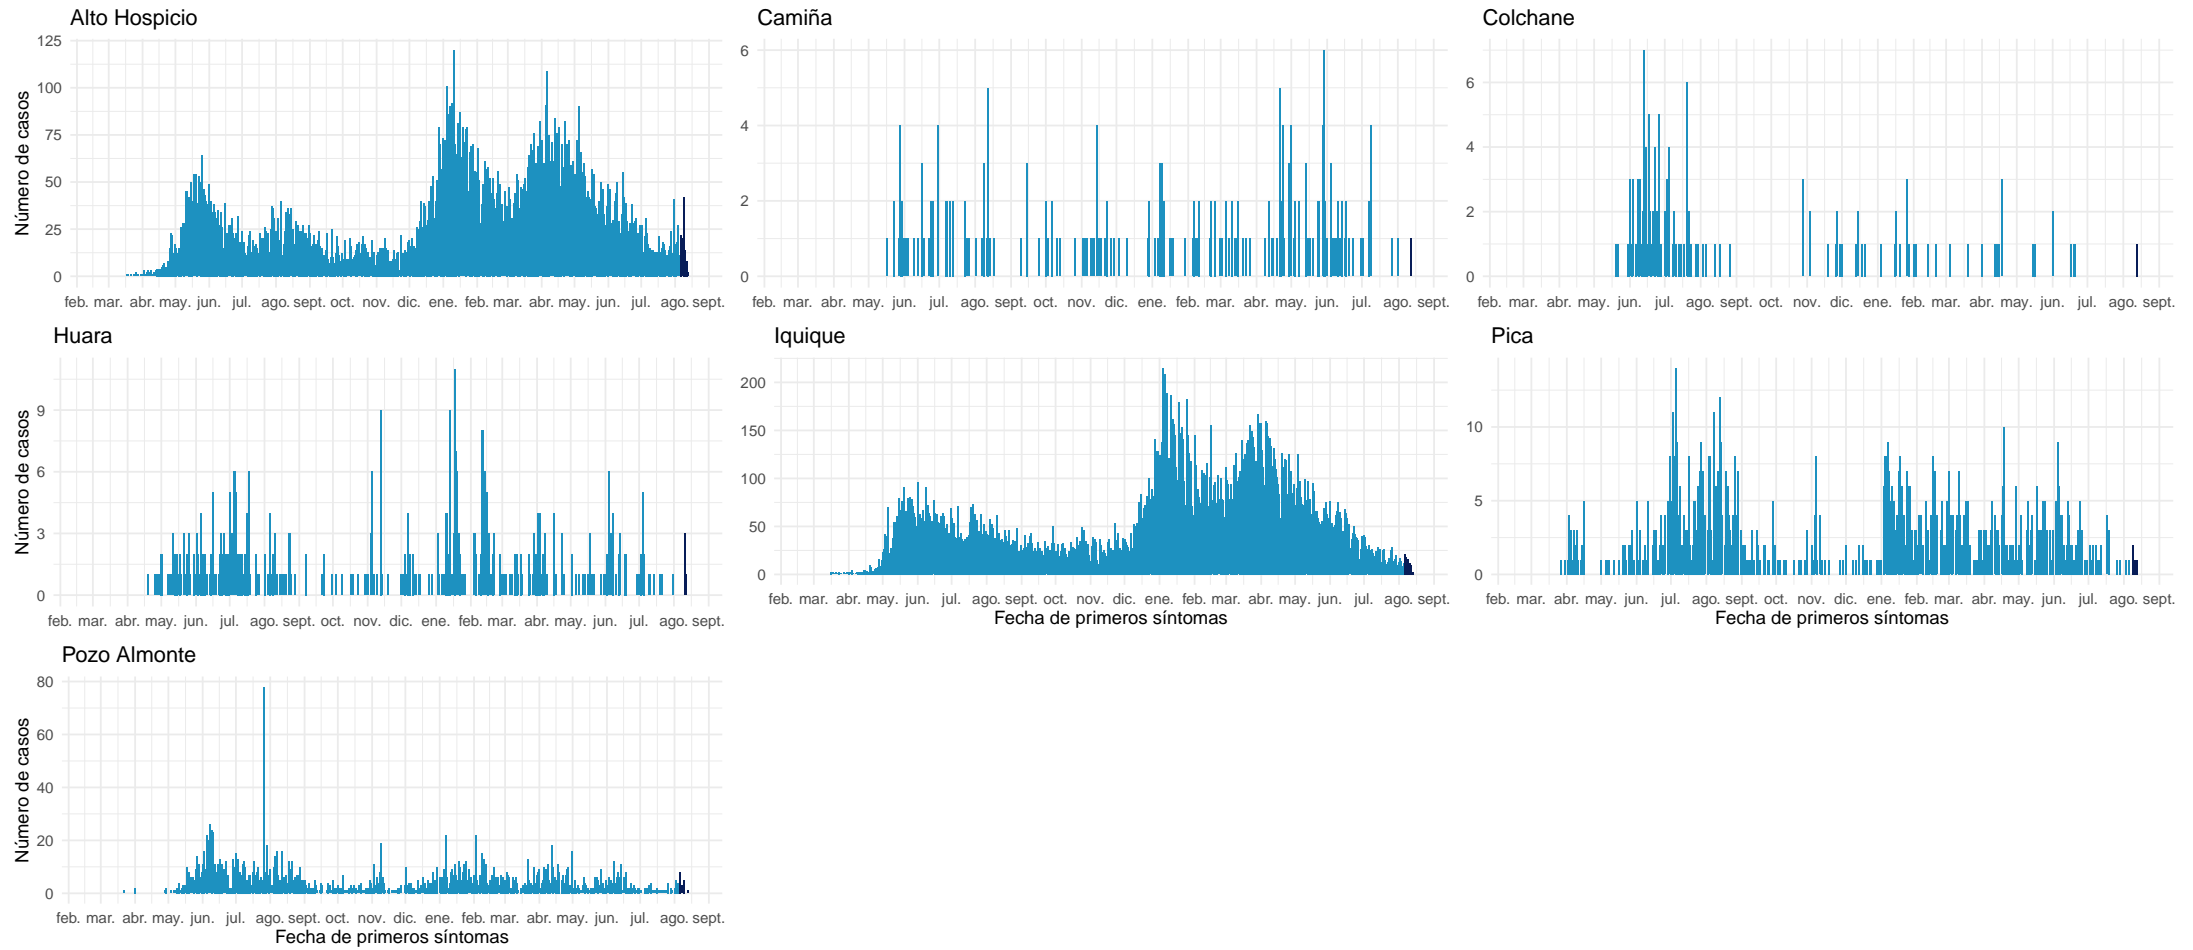 Alto Hospicio
Número de casos
125
100
75
50
25
0
feb. mar. abr. may. jun. jul. ago. sept. oct. nov. dic. ene. feb. mar. abr. may. jun. jul. ago. sept.
Camiña
6
4
2
0
feb. mar. abr. may. jun. jul. ago. sept. oct. nov. dic. ene. feb. mar. abr. may. jun. jul. ago. sept.
Colchane
6
4
2
0
feb. mar. abr. may. jun. jul. ago. sept. oct. nov. dic. ene. feb. mar. abr. may. jun. jul. ago. sept.
Huara
Número de casos
9
6
3
0
feb. mar. abr. may. jun. jul. ago. sept. oct. nov. dic. ene. feb. mar. abr. may. jun. jul. ago. sept.
Iquique
200
150
100
50
0
feb. mar. abr. may. jun. jul. ago. sept. oct. nov. dic. ene. feb. mar. abr. may. jun. jul. ago. sept.
Fecha de primeros síntomas
Pica
10
5
0
feb. mar. abr. may. jun. jul. ago. sept. oct. nov. dic. ene. feb. mar. abr. may. jun. jul. ago. sept.
Fecha de primeros síntomas
Pozo Almonte
Número de casos
80
60
40
20
0
feb. mar. abr. may. jun. jul. ago. sept. oct. nov. dic. ene. feb. mar. abr. may. jun. jul. ago. sept.
Fecha de primeros síntomas